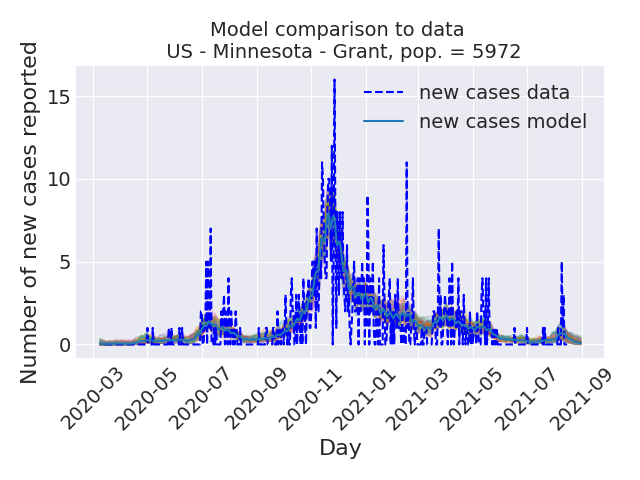 Model comparison to data
US - Minnesota - Grant, pop. = 5972
Number of new cases reported
15
10
5
0
new cases data
new cases model
2020-03
2020-05
2020-07
2020-09
2020-11
2021-01
2021-03
2021-05
2021-07
2021-09
Day